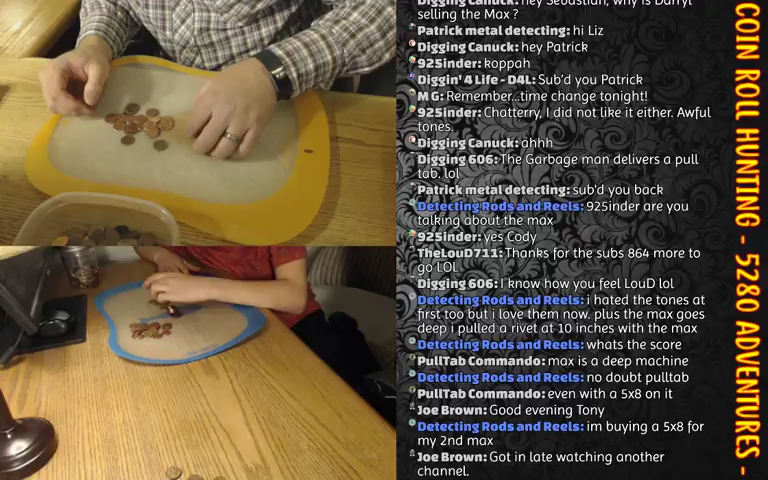 Digging Canuck: hey Sebastian, why is Darryl
selling the Max ?
Patrick metal detecting: hi Liz
Digging Canuck: hey Patrick
925inder: koppah
Diggin' 4 Life - D4L: Sub'd you Patrick
M G: Remember...time change tonight!
925inder: Chatterry, I did not like it either. Awful
tones.
Digging Canuck: ahhh
Digging 606: The Garbage man delivers a pull
tab. lol
Patrick metal detecting: sub'd you back
Detecting Rods and Reels: 925inder are you
talking about the max
925inder: yes Cody
TheLouD711: Thanks for the subs 864 more to
go LOL
Digging 606: I know how you feel LouD lol
Detecting Rods and Reels: i hated the tones at
first too but i love them now. plus the max goes
deep i pulled a rivet at 10 inches with the max
Detecting Rods and Reels: whats the score
PullTab Commando: max is a deep machine
Detecting Rods and Reels: no doubt pulltab
PullTab Commando: even with a 5x8 on it
Joe Brown: Good evening Tony
Detecting Rods and Reels: im buying a 5x8 for
my 2nd max
Joe Brown: Got in late watching another
channel.
COIN ROLL HUNTING - 5280 ADVENTURES -